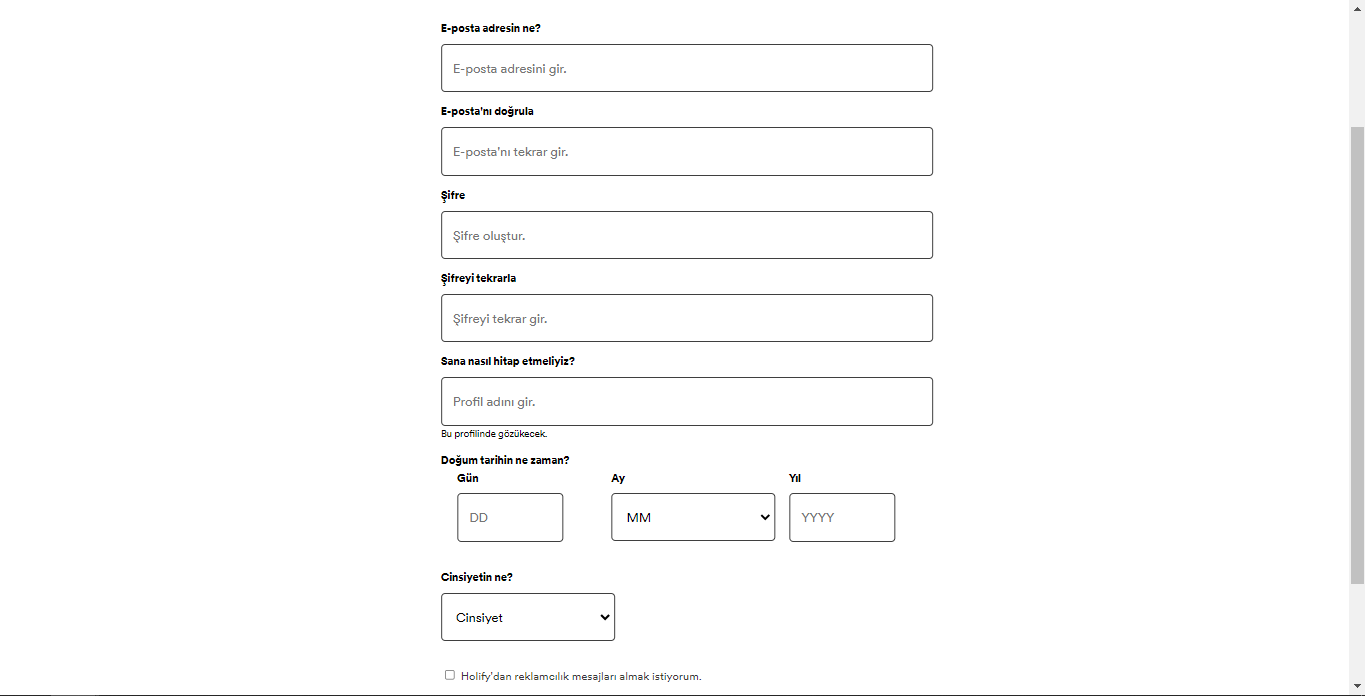 E-posta adresin ne?
E-posta adresini gir.
E-posta'nı doğrula
E-posta'nı tekrar gir.
Şifre
Şifre oluştur.
Şifreyi tekrarla
Şifreyi tekrar gir.
Sana nasıl hitap etmeliyiz?
Profil adını gir.
Bu profilinde gözükecek.
Doğum tarihin ne zaman?
Gün Ay Yıl
DD MM YYYY
Cinsiyetin ne?
Cinsiyet
Holify'dan reklamcılık mesajları almak istiyorum.